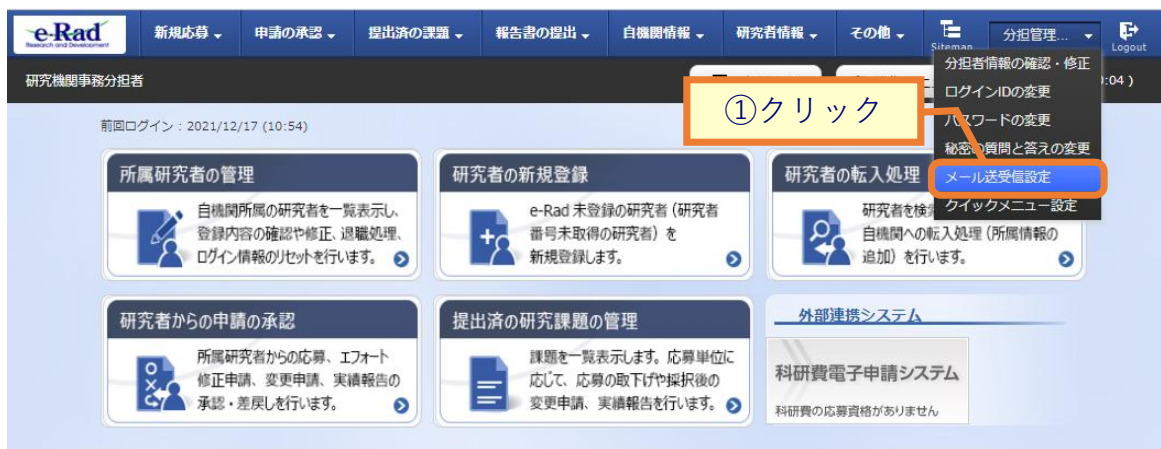 e-Rad
Research and Development
新規応募
申請の承認
提出済の課題
報告書の提出
自機関情報
研究者情報
その他
Sitemap
分担管理...
Logout
研究機関事務分担者
:04 )
分担者情報の確認・修正
ログインIDの変更
パスワードの変更
秘密の質問と答えの変更
メール送受信設定
クイックメニュー設定
①クリック
前回ログイン : 2021/12/17 (10:54)
所属研究者の管理
自機関所属の研究者を一覧表示し、
登録内容の確認や修正、退職処理、
ログイン情報のリセットを行います。
研究者の新規登録
e-Rad 未登録の研究者 (研究者
番号未取得の研究者) を
新規登録します。
研究者の転入処理
研究者を検
自機関への転入処理 (所属情報の
追加) を行います。
研究者からの申請の承認
所属研究者からの応募、エフォート
修正申請、変更申請、実績報告の
承認・差戻しを行います。
提出済の研究課題の管理
課題を一覧表示します。応募単位に
応じて、応募の取下げや採択後の
変更申請、実績報告を行います。
外部連携システム
科研費電子申請システム
科研費の応募資格がありません